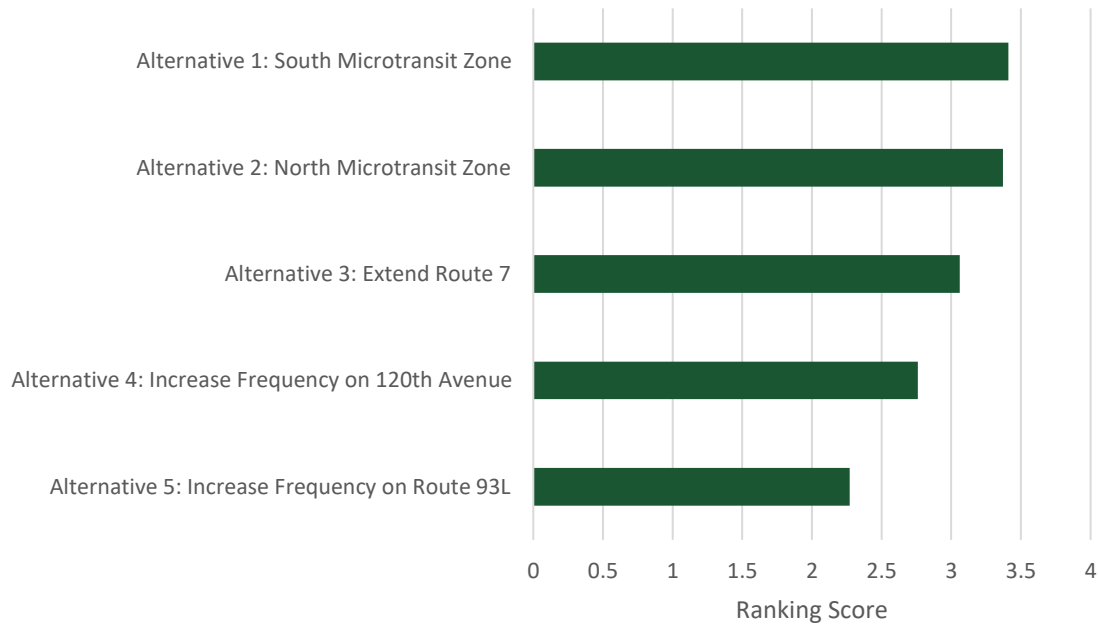 Alternative 1: South Microtransit Zone
Alternative 2: North Microtransit Zone
Alternative 3: Extend Route 7
Alternative 4: Increase Frequency on 120th Avenue
Alternative 5: Increase Frequency on Route 93L
0 0.5 1 1.5 2 2.5 3 3.5 4
Ranking Score